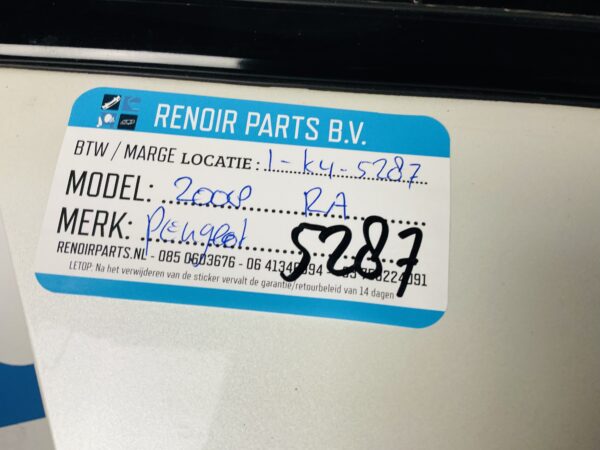 RENOIR PARTS B.V.
BTW / MARGE LOCATIE: 1-K4-5287
MODEL: 2008 RA
MERK: Peugeot 5287
RENOIRPARTS.NL - 085 0603676 - 06
LETOP: Na het verwijderen van de sticker vervalt de garantie/retourbeleid van 14 dagen